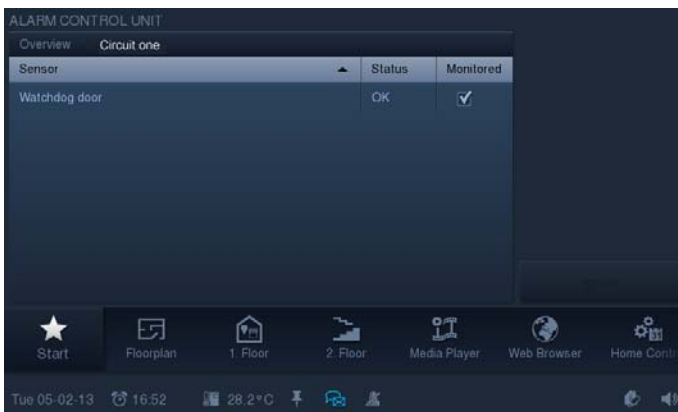 ALARM CONTROL UNIT
Overview Circuit one
Sensor Status Monitored
Watchdog door OK
Start Floorplan 1. Floor 2. Floor Media Player Web Browser Home Contr
Tue 05-02-13 16:52 28.2°C